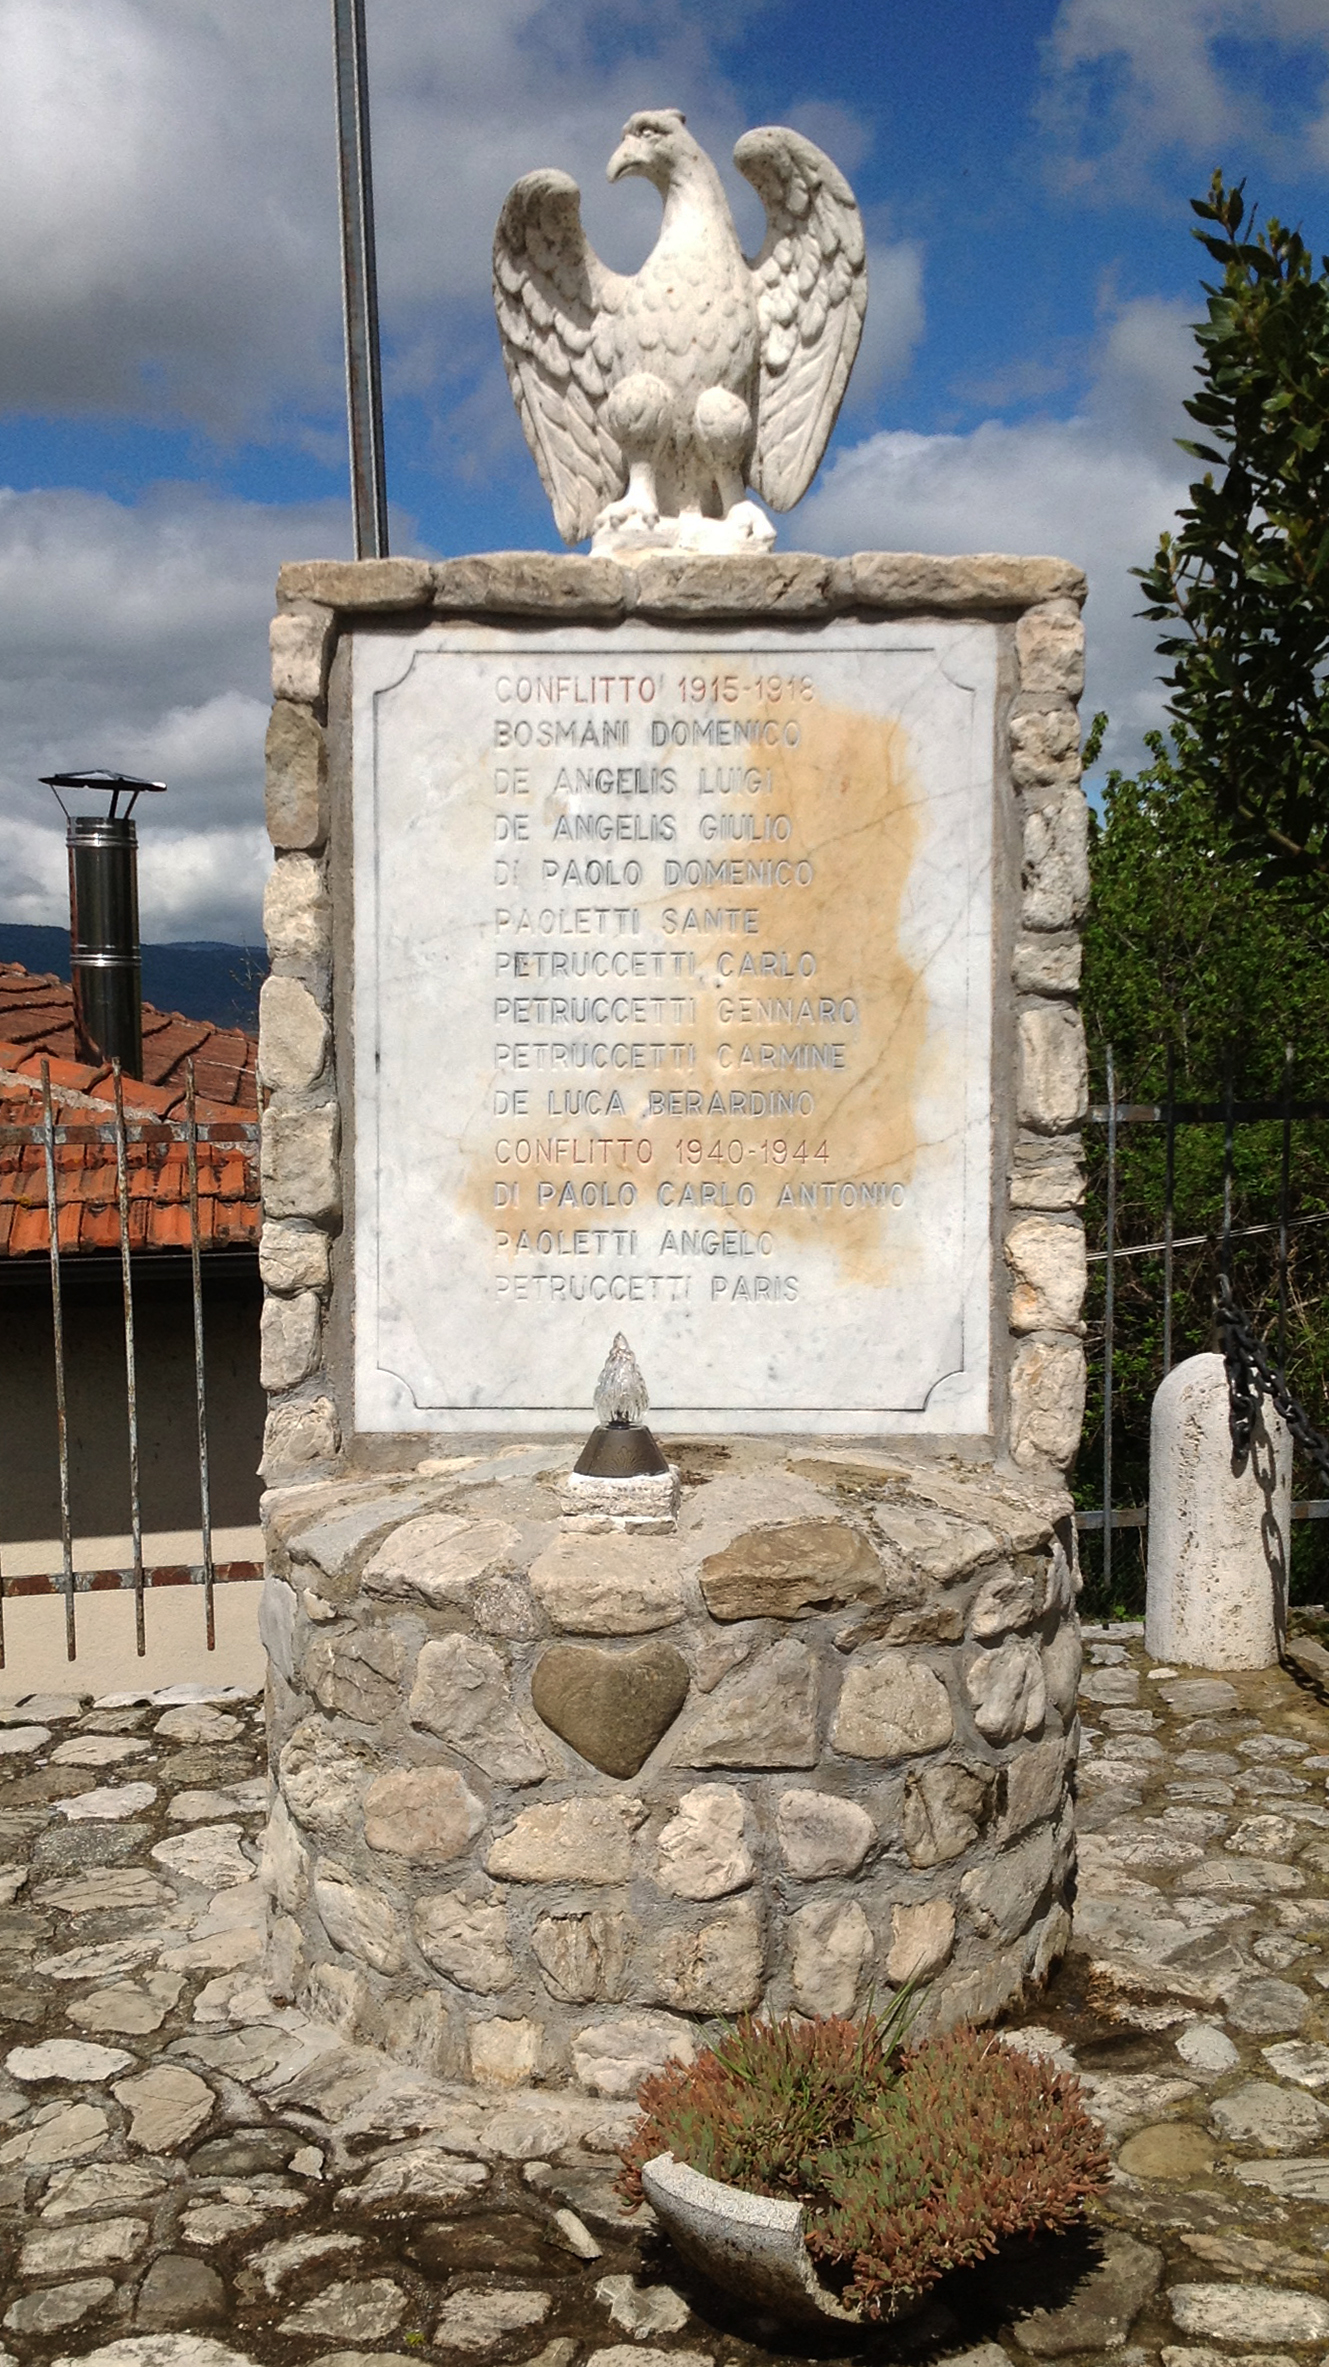 CONFLITTO 1915-1918
BOSMANI DOMENICO
DE ANGELIS LUIGI
DE ANGELIS GIULIO
DI PAOLO DOMENICO
PAOLETTI SANTE
PETRUCCETTI CARLO
PETRUCCETTI GENNARO
PETRUCCETTI CARMINE
DE LUCA BERARDINO
CONFLITTO 1940-1944
DI PAOLO CARLO ANTONIO
PAOLETTI ANGELO
PETRUCCETTI PARIS